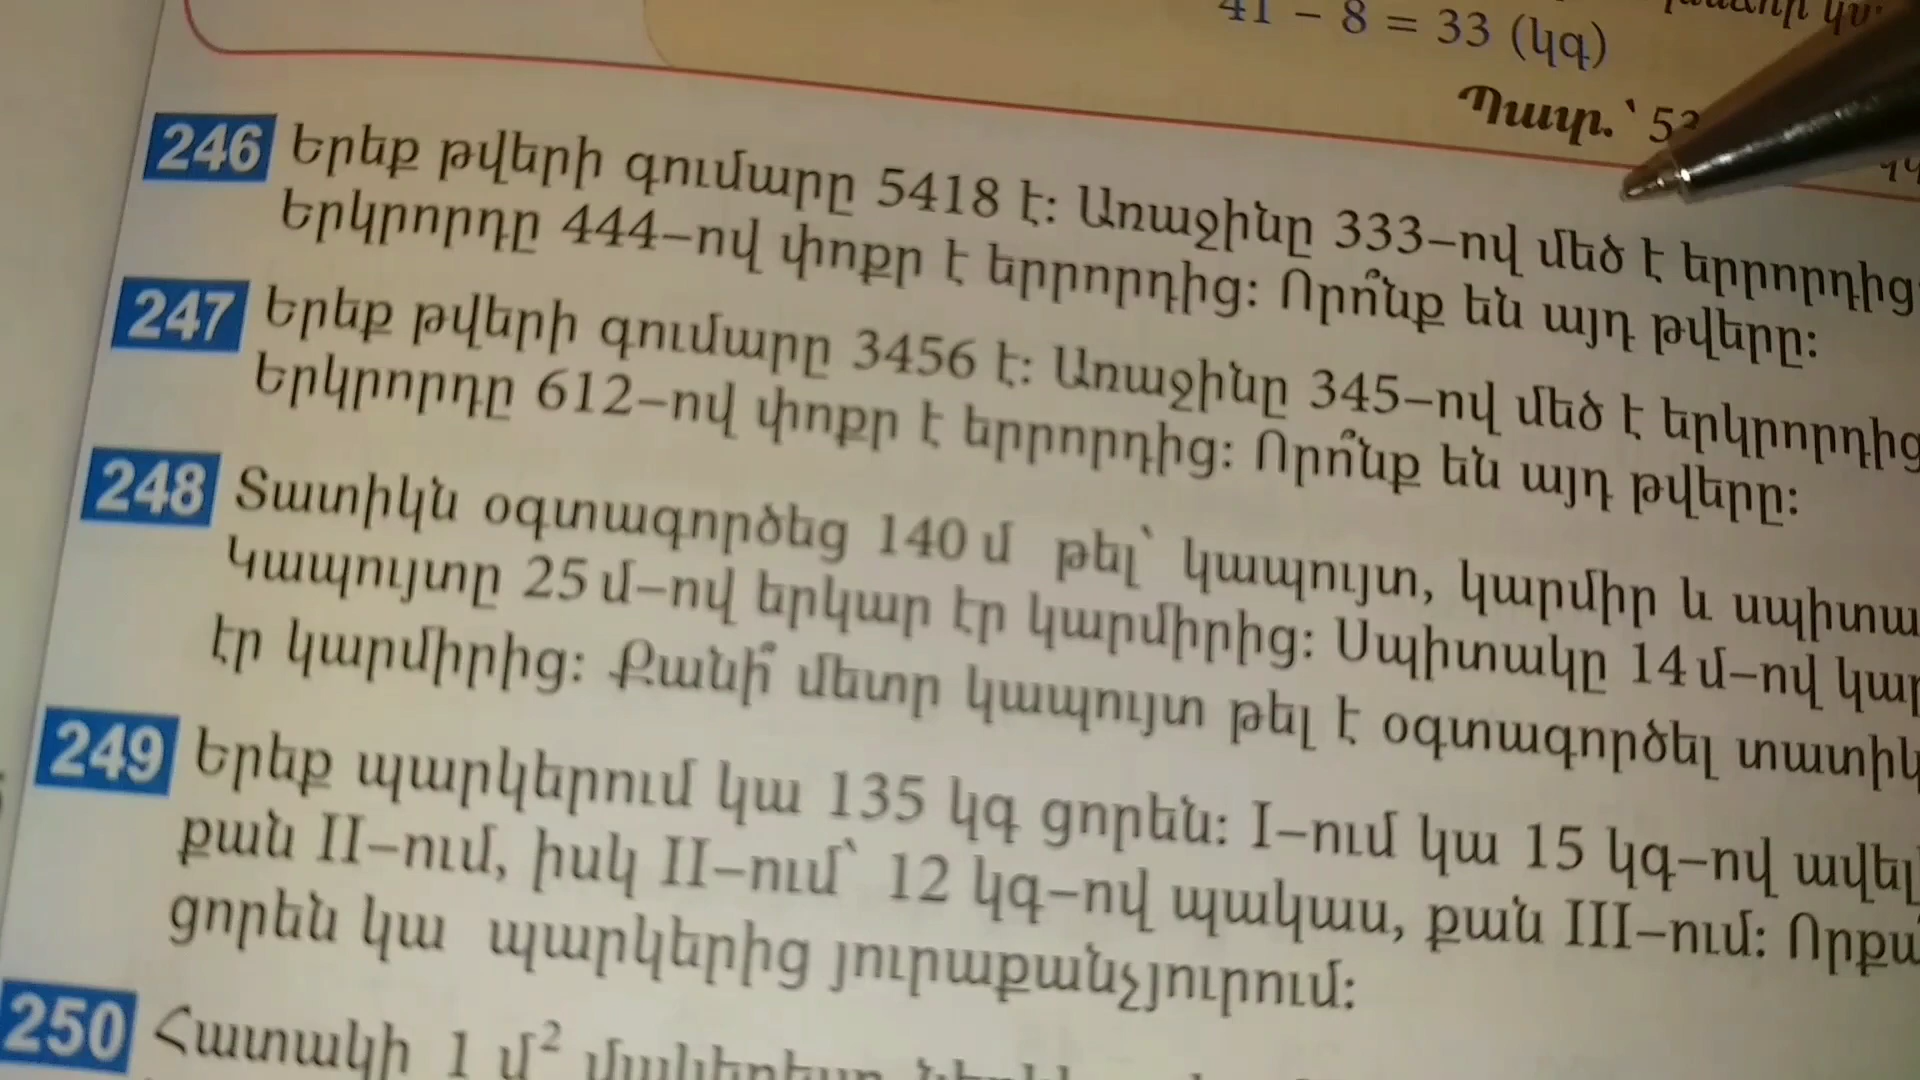 41 – 8 = 33 (կգ)
Պատ.՝
246 Երեք թվերի գումարը 5418 է: Առաջինը 333–ով մեծ է երրորդից:
Երկրորդը 444–ով փոքր է երրորդից: Որո՞նք են այդ թվերը:
247 Երեք թվերի գումարը 3456 է: Առաջինը 345–ով մեծ է երկրորդից
Երկրորդը 612–ով փոքր է երրորդից: Որո՞նք են այդ թվերը:
248 Տատիկն օգտագործեց 140 մ թել՝ կապույտ, կարմիր և
Կապույտը 25 մ–ով երկար էր կարմիրից: Սպիտակը 14 մ–ով
էր կարմիրից: Քանի՞ մետր կապույտ թել է օգտագործել
249 Երեք պարկերում կա 135 կգ ցորեն: I–ում կա 15 կգ–ով
քան II–ում, իսկ II–ում՝ 12 կգ–ով պակաս, քան III–ում:
ցորեն կա պարկերից յուրաքանչյուրում:
250 Հատակի 1 մ²